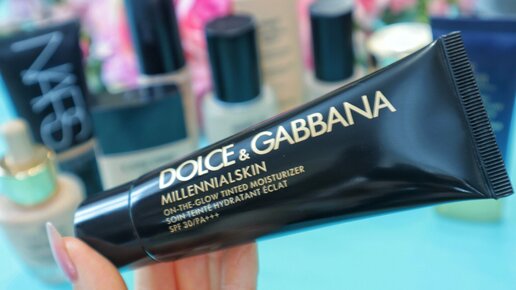 NARS
DOLCE & GABBANA
MILLENNIALSKIN
ON-THE-GLOW TINTED MOISTURIZER
SOIN TEINTÉ HYDRATANT ÉCLAT
SPF 30/PA+++